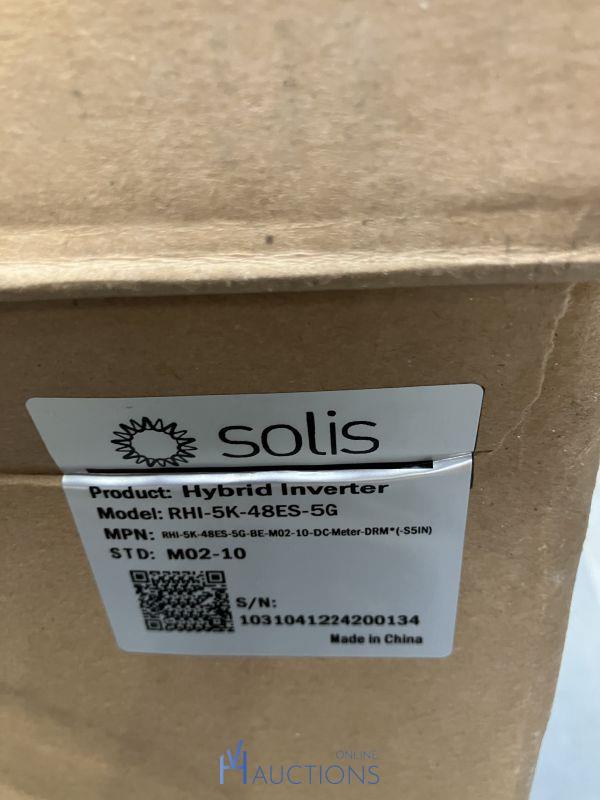 solis
Product: Hybrid Inverter
Model: RHI-5K-48ES-5G
MPN: RHI-5K-48ES-5G-BE-M02-10-DC-Meter-DRM*(-S5IN)
STD: M02-10
S/N:
1031041224200134
Made in China
ONLINE
AUCTIONS